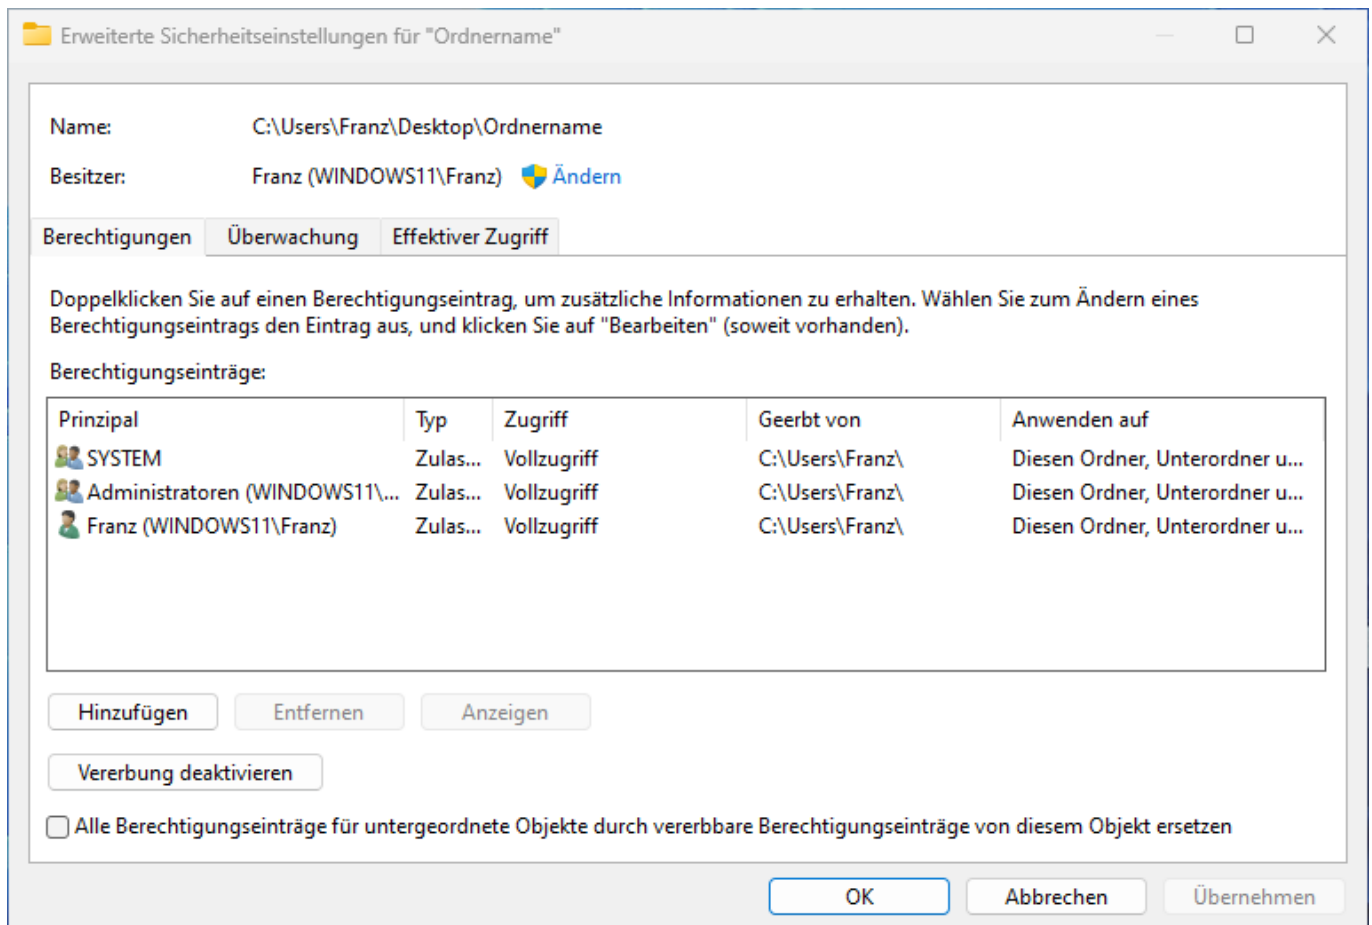 Erweiterte Sicherheitseinstellungen für "Ordnername"
Name: C:\Users\Franz\Desktop\Ordnername
Besitzer: Franz (WINDOWS11\Franz) Ändern
Berechtigungen Überwachung Effektiver Zugriff
Doppelklicken Sie auf einen Berechtigungseintrag, um zusätzliche Informationen zu erhalten. Wählen Sie zum Ändern eines
Berechtigungseintrags den Eintrag aus, und klicken Sie auf "Bearbeiten" (soweit vorhanden).
Berechtigungseinträge:
Prinzipal Typ Zugriff Geerbt von Anwenden auf
SYSTEM Zulas... Vollzugriff C:\Users\Franz\ Diesen Ordner, Unterordner u...
Administratoren (WINDOWS11\... Zulas... Vollzugriff C:\Users\Franz\ Diesen Ordner, Unterordner u...
Franz (WINDOWS11\Franz) Zulas... Vollzugriff C:\Users\Franz\ Diesen Ordner, Unterordner u...
Hinzufügen Entfernen Anzeigen
Vererbung deaktivieren
Alle Berechtigungseinträge für untergeordnete Objekte durch vererbbare Berechtigungseinträge von diesem Objekt ersetzen
OK Abbrechen Übernehmen